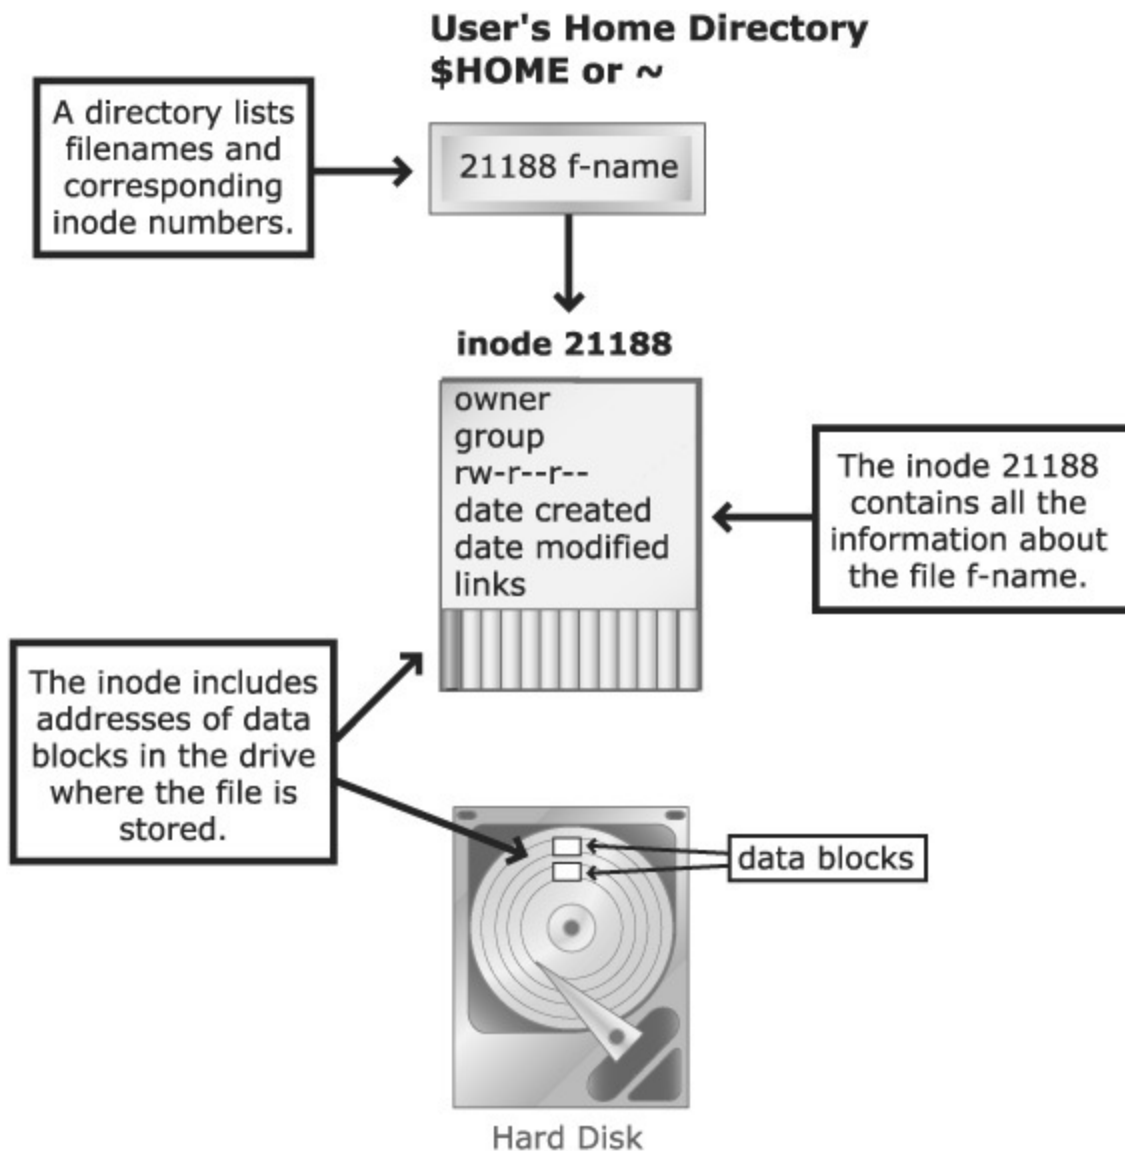 User's Home Directory
$HOME or ~
A directory lists
filenames and
corresponding
inode numbers.
21188 f-name
inode 21188
owner
group
rw-r--r--
date created
date modified
links
The inode 21188
contains all the
information about
the file f-name.
The inode includes
addresses of data
blocks in the drive
where the file is
stored.
data blocks
Hard Disk